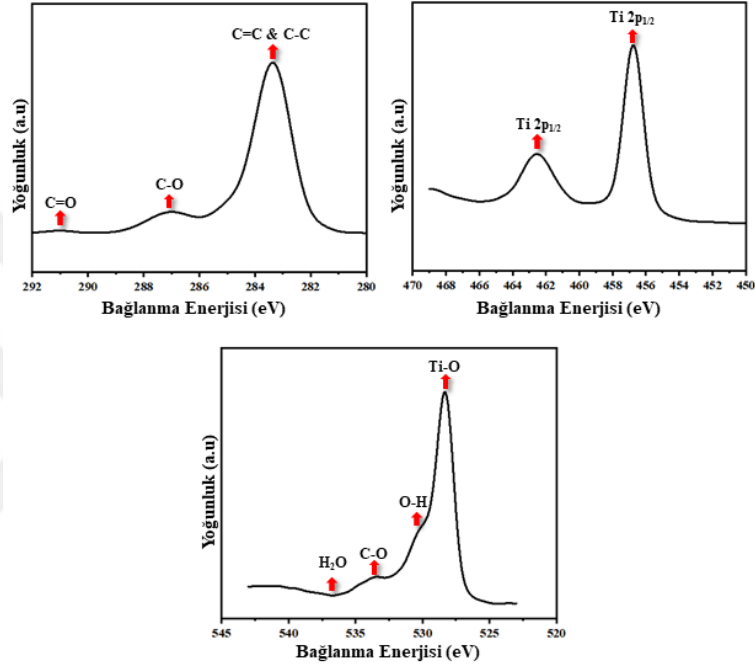 C=C & C-C
C-O
C=O
Yoğunluk (a.u)
292 290 288 286 284 282 280
Bağlanma Enerjisi (eV)
Ti 2p₁/₂
Ti 2p₁/₂
Yoğunluk (a.u)
470 468 466 464 462 460 458 456 454 452 450
Bağlanma Enerjisi (eV)
Ti-O
O-H
C-O
H₂O
Yoğunluk (a.u)
545 540 535 530 525 520
Bağlanma Enerjisi (eV)